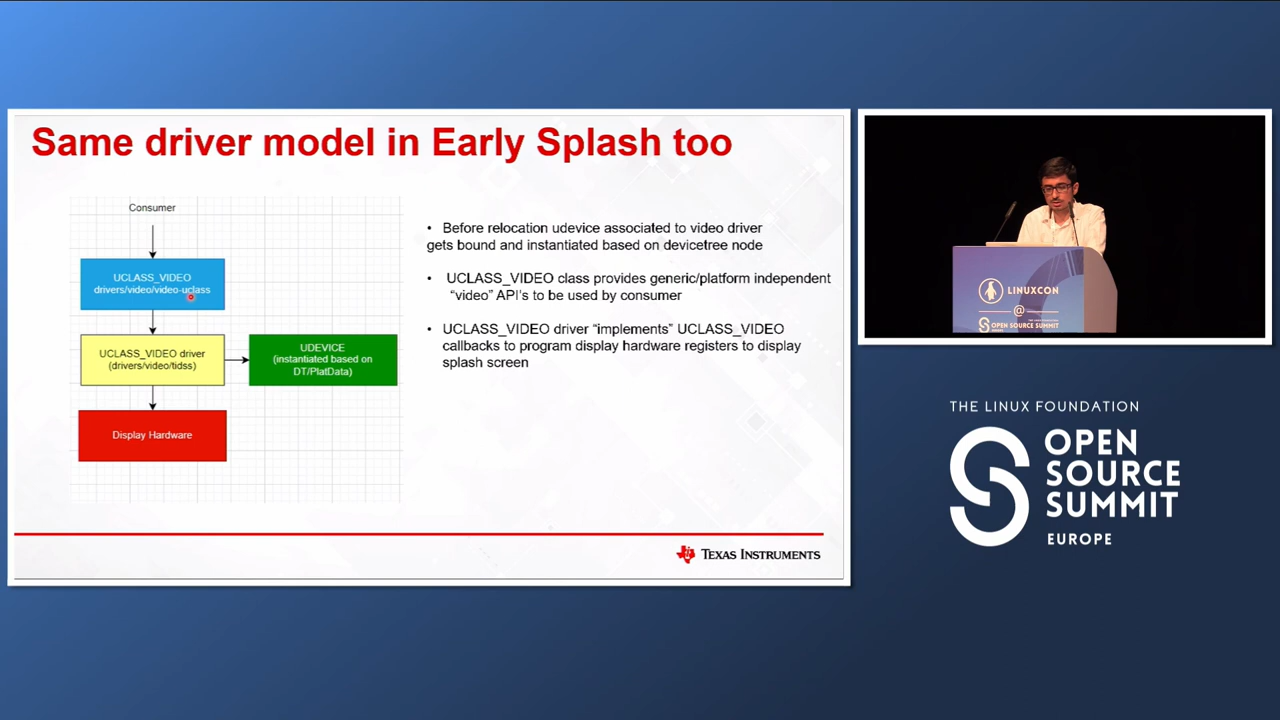 Same driver model in Early Splash too
Consumer
UCLASS_VIDEO
drivers/video/video-uclass
UCLASS_VIDEO driver
(drivers/video/tidss)
UDEVICE
(instantiated based on
DT/PlatData)
Display Hardware
• Before relocation udevice associated to video driver
gets bound and instantiated based on devicetree node
• UCLASS_VIDEO class provides generic/platform independent
“video” API's to be used by consumer
• UCLASS_VIDEO driver “implements” UCLASS_VIDEO
callbacks to program display hardware registers to display
splash screen
TEXAS INSTRUMENTS
LINUXCON
@
THE LINUX FOUNDATION
OPEN SOURCE SUMMIT
THE LINUX FOUNDATION
OPEN
SOURCE
SUMMIT
EUROPE